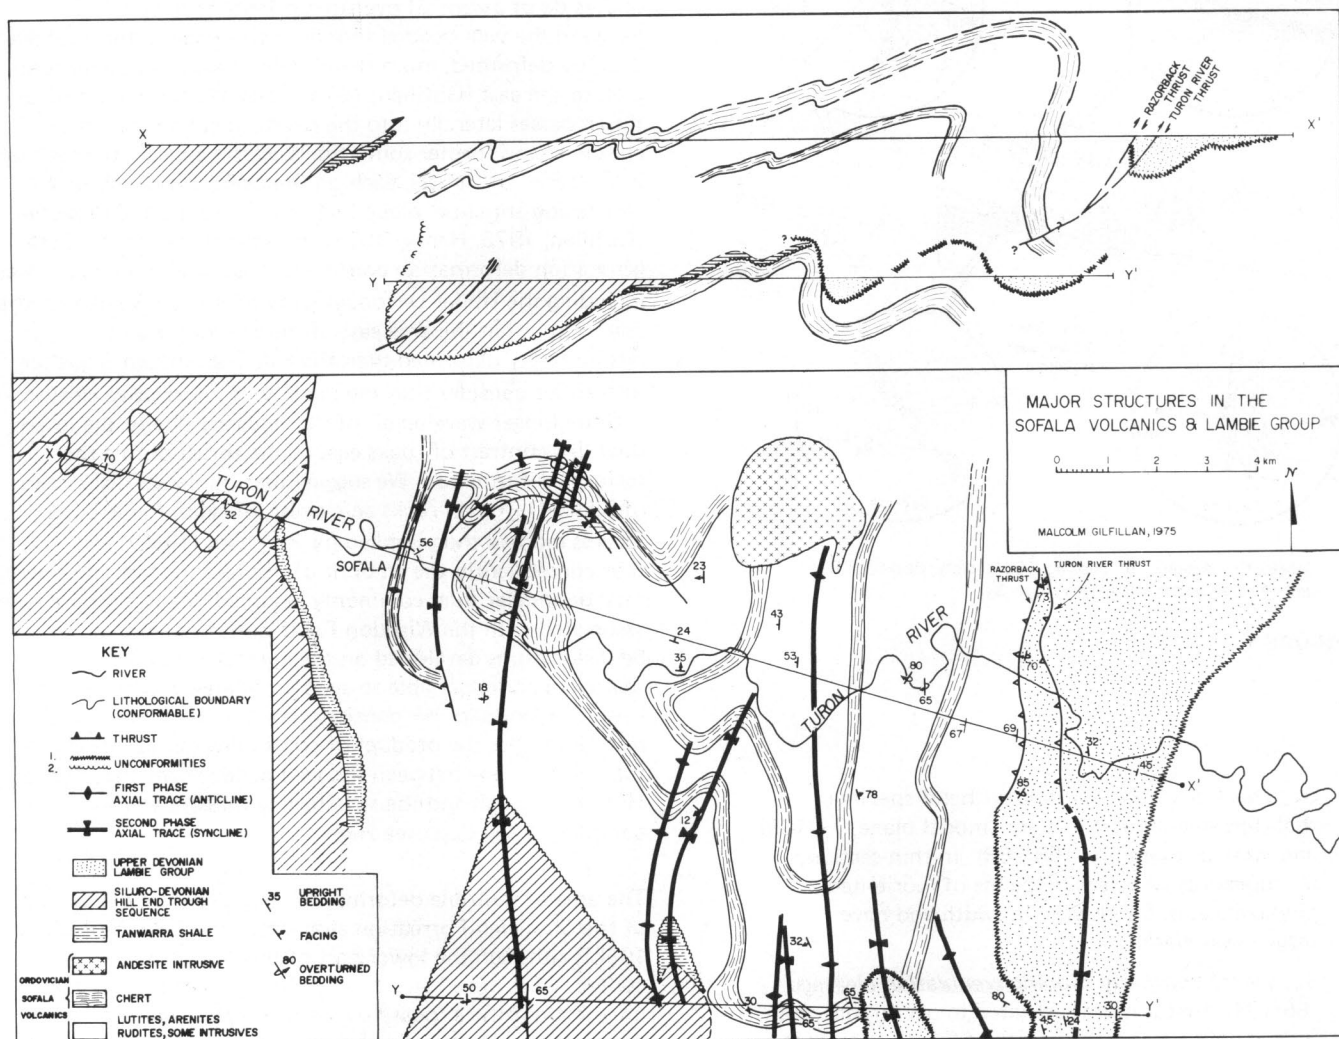 X
X'
RAZORBACK
THRUST
TURON RIVER
THRUST
?
?
?
Y
Y'
MAJOR STRUCTURES IN THE
SOFALA VOLCANICS & LAMBIE GROUP
0 1 2 4 km
N
MALCOLM GILFILLAN, 1975
X
70
TURON
32
RIVER
56
SOFALA
23
18
24
35
43
53
TURON
RIVER
80
65
67
69
78
12
RAZORBACK
THRUST
TURON RIVER THRUST
73
70
85
32
45
X'
Y
50
65
30
32
65
65
80
45
24
30
Y'
KEY
RIVER
LITHOLOGICAL BOUNDARY
(CONFORMABLE)
THRUST
1.
2.
UNCONFORMITIES
FIRST PHASE
AXIAL TRACE (ANTICLINE)
SECOND PHASE
AXIAL TRACE (SYNCLINE)
UPPER DEVONIAN
LAMBIE GROUP
SILURO-DEVONIAN
HILL END TROUGH
SEQUENCE
TANWARRA SHALE
ANDESITE INTRUSIVE
CHERT
LUTITES, ARENITES
RUDITES, SOME INTRUSIVES
ORDOVICIAN
SOFALA
VOLCANICS
35 UPRIGHT
BEDDING
FACING
80 OVERTURNED
BEDDING